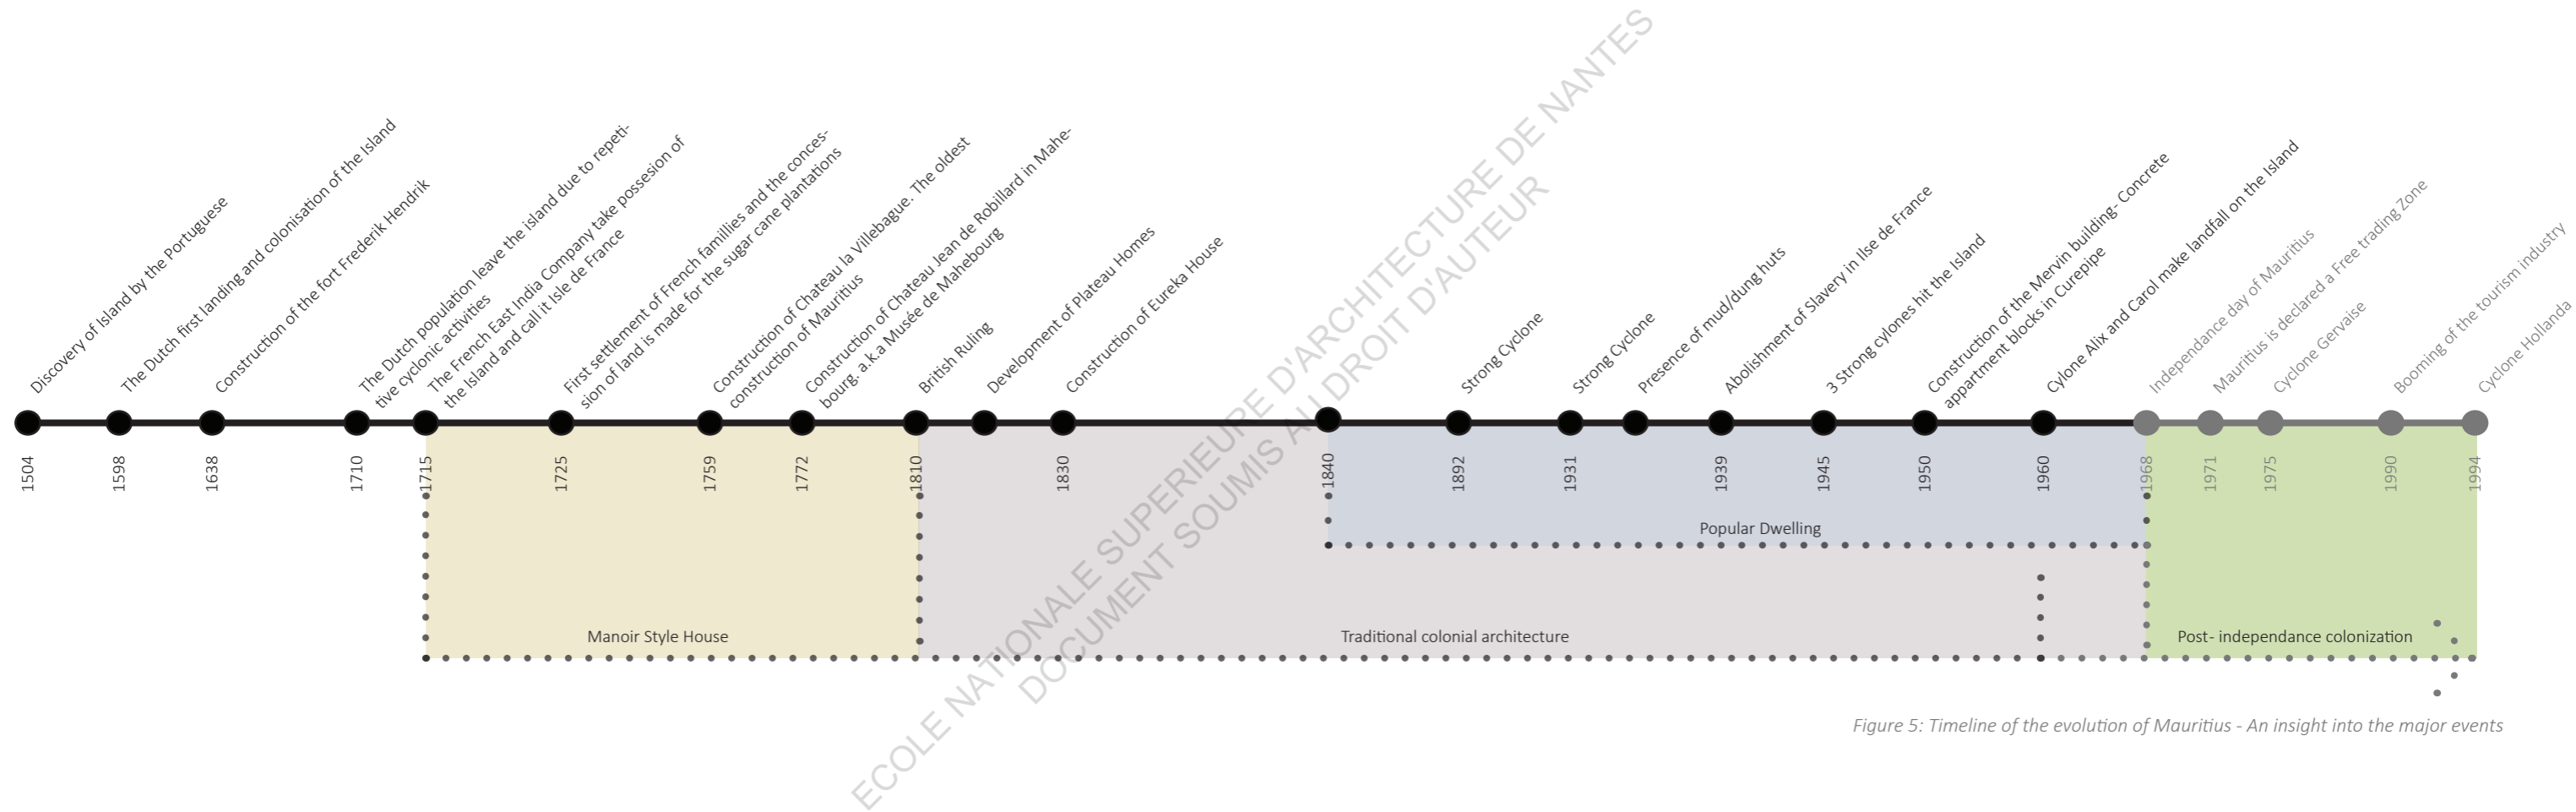 Discovery of Island by the Portuguese
The Dutch first landing and colonisation of the Island
Construction of the fort Frederik Hendrik
The Dutch population leave the island due to repeti-
tive cyclonic activities
The French East India Company take possesion of
the Island and call it Isle de France
First settlement of French famillies and the conces-
sion of land is made for the sugar cane plantations
Construction of Chateau la Villebague. The oldest
construction of Mauritius
Construction of Chateau Jean de Robillard in Mahe-
bourg. a.k.a Musée de Mahebourg
British Ruling
Development of Plateau Homes
Construction of Eureka House
Strong Cyclone
Strong Cyclone
Presence of mud/dung huts
Abolishment of Slavery in Ilse de France
3 Strong cylones hit the Island
Construction of the Mervin building- Concrete
appartment blocks in Curepipe
Cylone Alix and Carol make landfall on the Island
Independance day of Mauritius
Mauritius is declared a Free trading Zone
Cyclone Gervaise
Booming of the tourism industry
Cyclone Hollanda
1504
1598
1638
1710
1715
1725
1759
1772
1810
1830
1840
1892
1931
1939
1945
1950
1960
1968
1971
1975
1990
1994
Popular Dwelling
Manoir Style House
Traditional colonial architecture
Post- independance colonization
Figure 5: Timeline of the evolution of Mauritius - An insight into the major events
ECOLE NATIONALE SUPERIEURE D'ARCHITECTURE DE NANTES
DOCUMENT SOUMIS AU DROIT D'AUTEUR